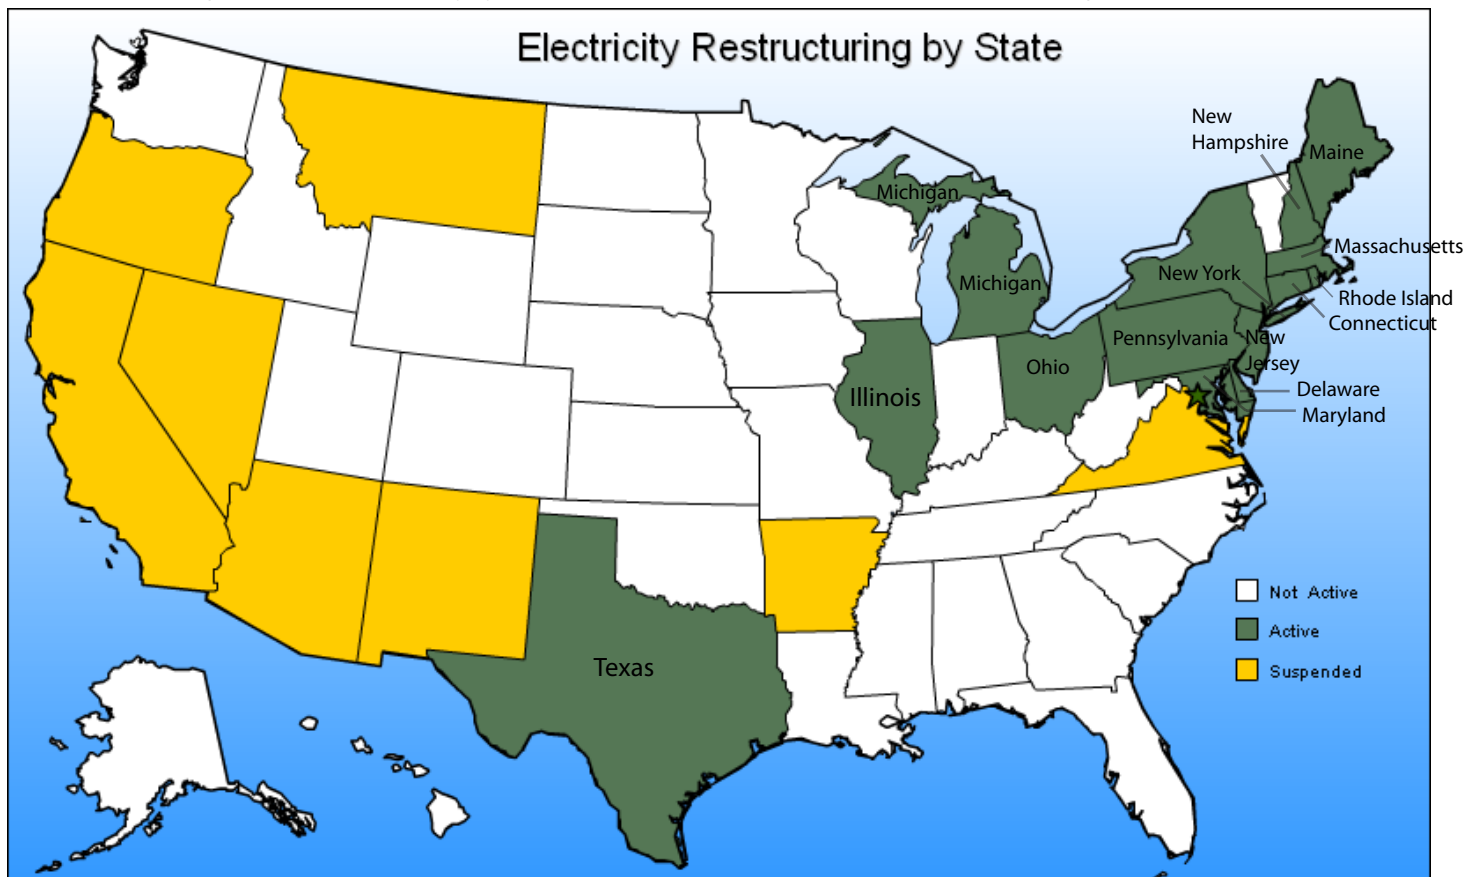 Electricity Restructuring by State
New
Hampshire
Maine
Michigan
Massachusetts
New York
Michigan
Rhode Island
Connecticut
Pennsylvania
New
Jersey
Ohio
Delaware
Illinois
Maryland
Not Active
Active
Suspended
Texas